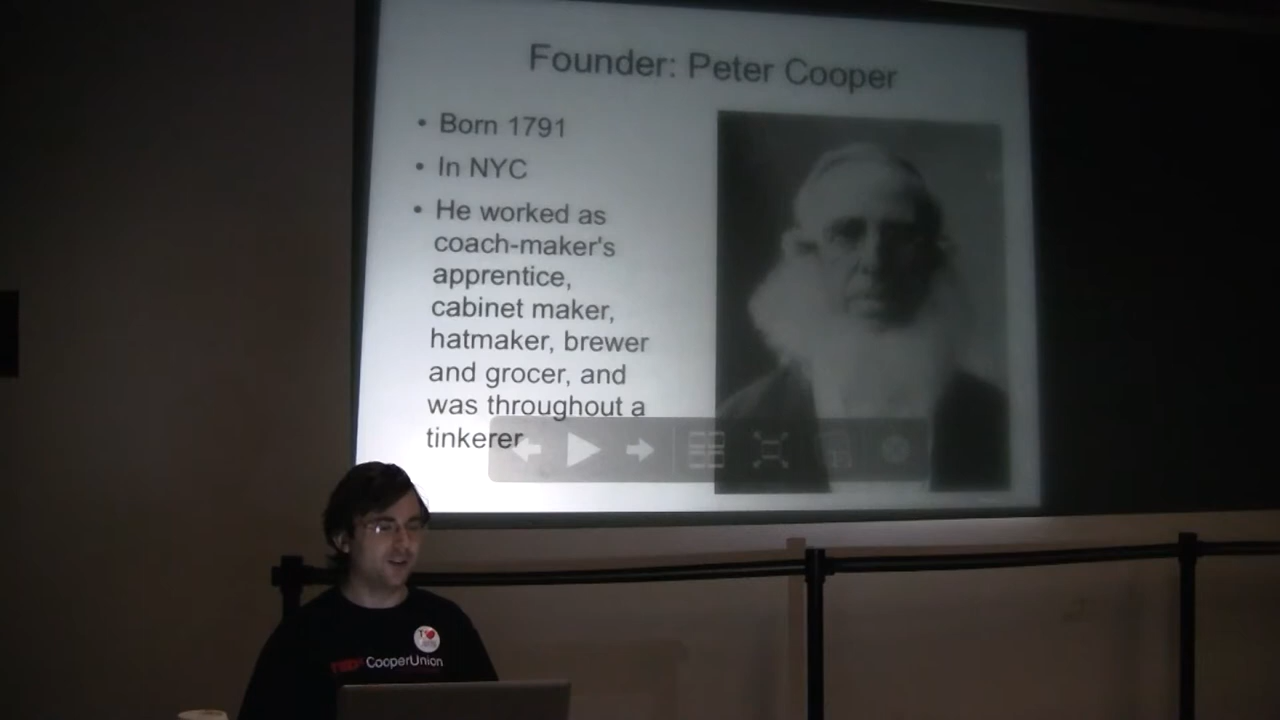 Founder: Peter Cooper
• Born 1791
• In NYC
• He worked as
coach-maker's
apprentice,
cabinet maker,
hatmaker, brewer
and grocer, and
was throughout a
tinkerer
TEDx CooperUnion